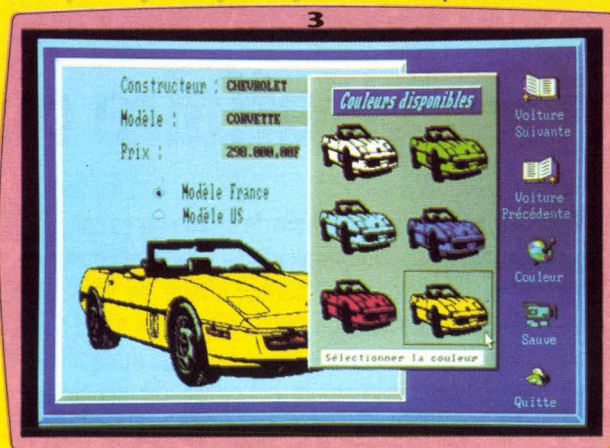 3
Constructeur : CHEVROLET
Modèle : CORVETTE
Prix : 298.000,00F
Modèle France
Modèle US
Couleurs disponibles
Sélectionner la couleur
Voiture
Suivante
Voiture
Précédente
Couleur
Sauve
Quitte